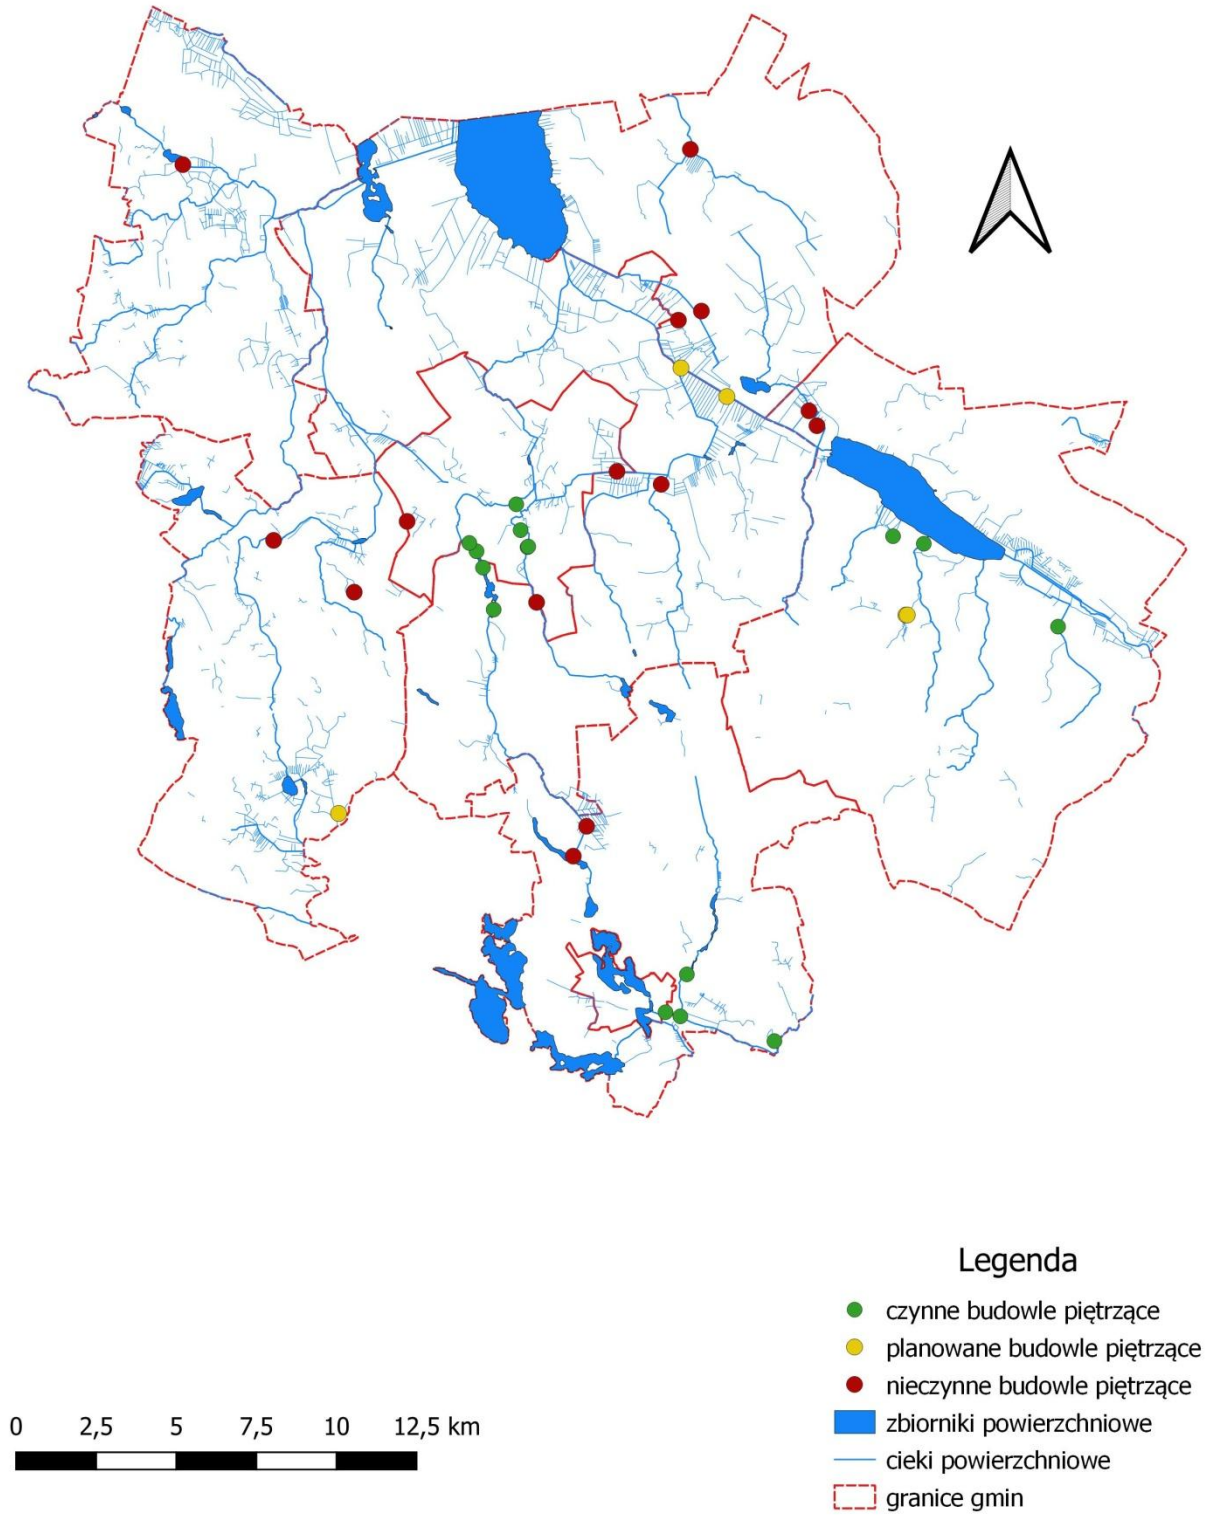 Legenda
czynne budowle piętrzące
planowane budowle piętrzące
nieczynne budowle piętrzące
zbiorniki powierzchniowe
cieki powierzchniowe
granice gmin
0 2,5 5 7,5 10 12,5 km